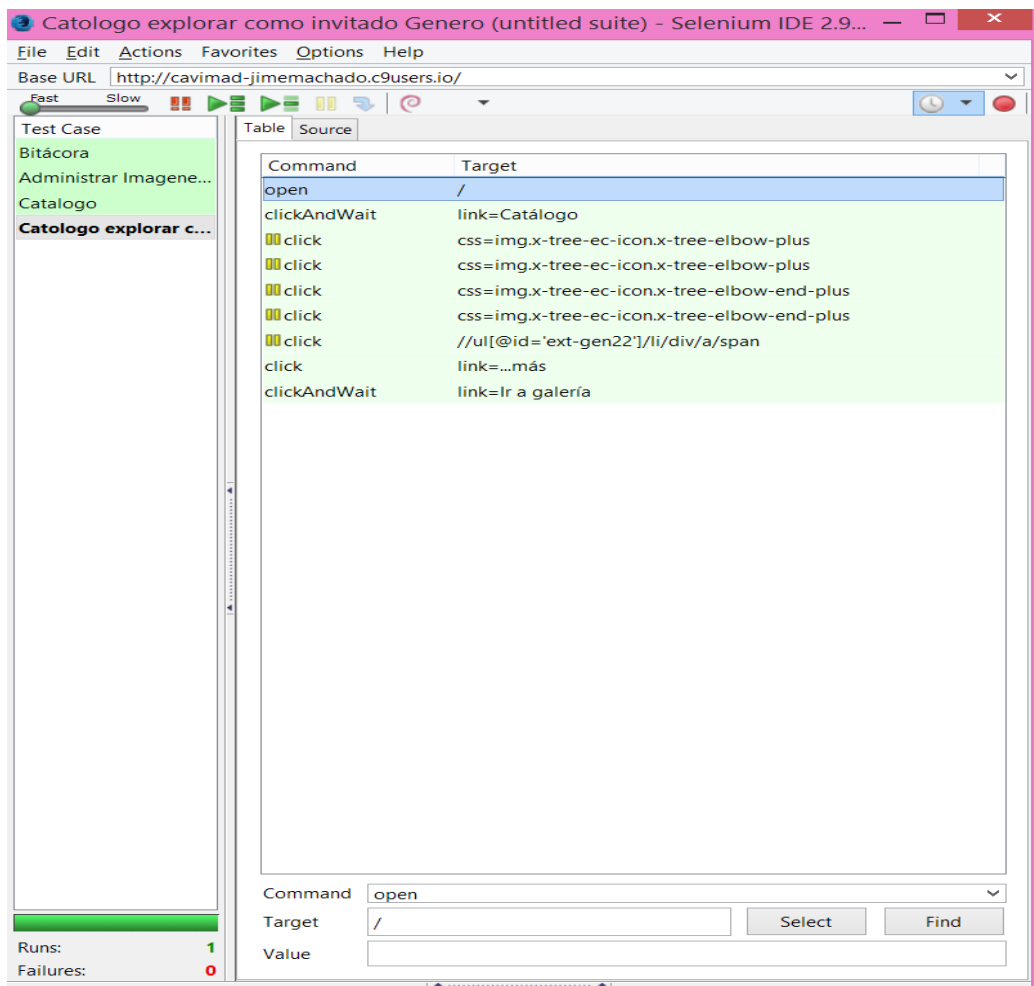 Catologo explorar como invitado Genero (untitled suite) - Selenium IDE 2.9...
File Edit Actions Favorites Options Help
Base URL http://cavimad-jimemachado.c9users.io/
Fast Slow
Test Case
Bitácora
Administrar Imagene...
Catalogo
Catologo explorar c...
Runs: 1
Failures: 0
Table Source
Command Target
open /
clickAndWait link=Catálogo
click css=img.x-tree-ec-icon.x-tree-elbow-plus
click css=img.x-tree-ec-icon.x-tree-elbow-plus
click css=img.x-tree-ec-icon.x-tree-elbow-end-plus
click css=img.x-tree-ec-icon.x-tree-elbow-end-plus
click //ul[@id='ext-gen22']/li/div/a/span
click link=...más
clickAndWait link=Ir a galería
Command open
Target / Select Find
Value